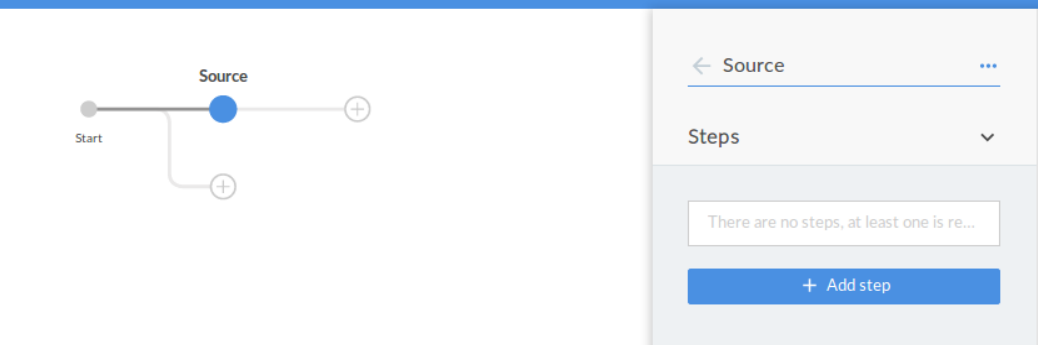 Source
Start
Source
Steps
There are no steps, at least one is re...
+ Add step